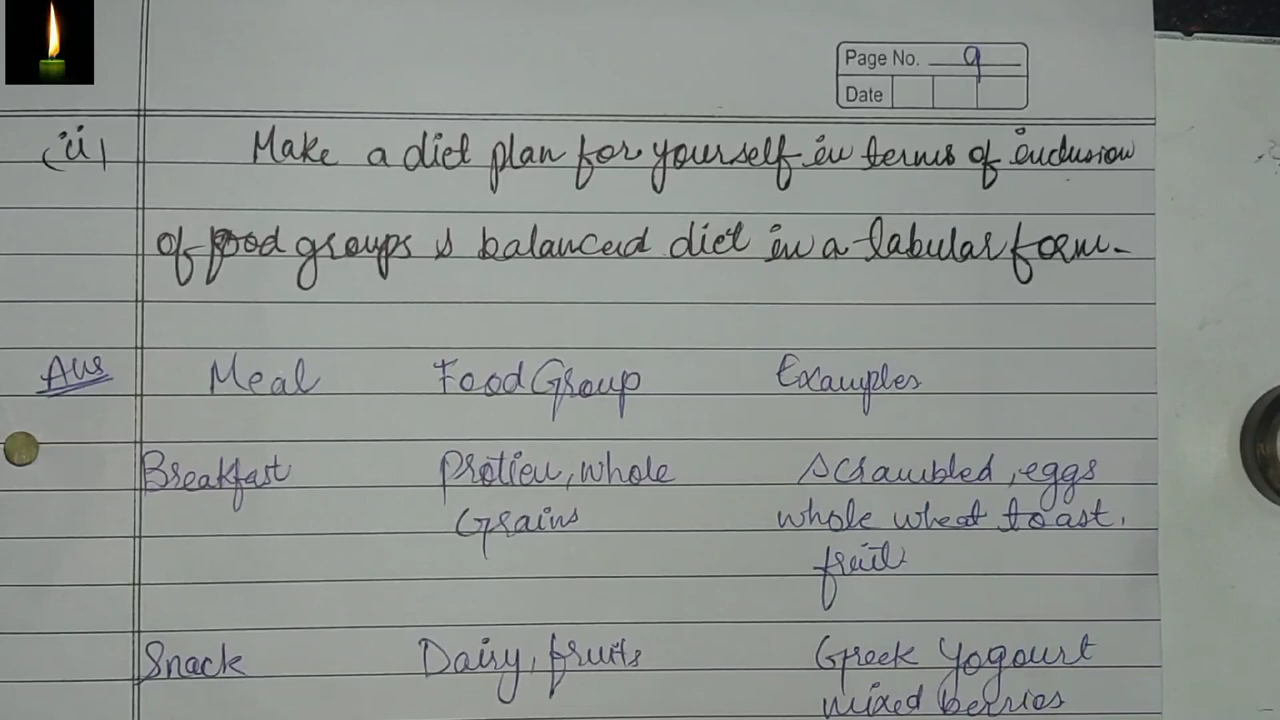 Page No. 9
Date
(ii) Make a diet plan for yourself in terms of inclusion
of food groups & balanced diet in a tabular form.
Ans Meal Food Group Examples
Breakfast Protien, whole Scrambled, eggs
Grains whole wheat toast,
fruit
Snack Dairy, fruits Greek Yogourt
mixed berries